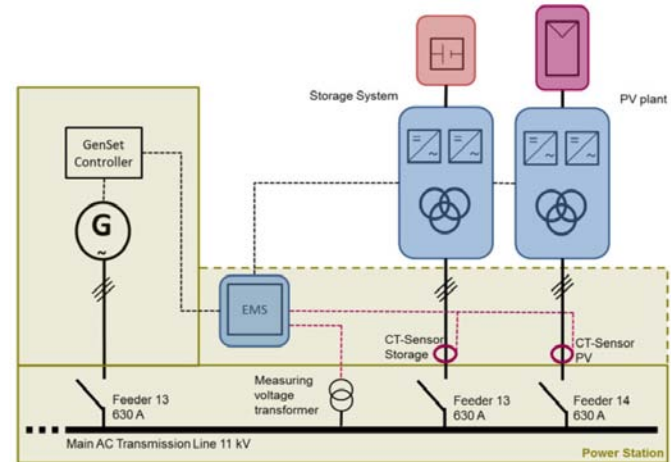 Storage System
PV plant
GenSet
Controller
G
~
EMS
CT-Sensor
Storage
CT-Sensor
PV
Measuring
voltage
transformer
Feeder 13
630 A
Feeder 13
630 A
Feeder 14
630 A
Main AC Transmission Line 11 kV
Power Station